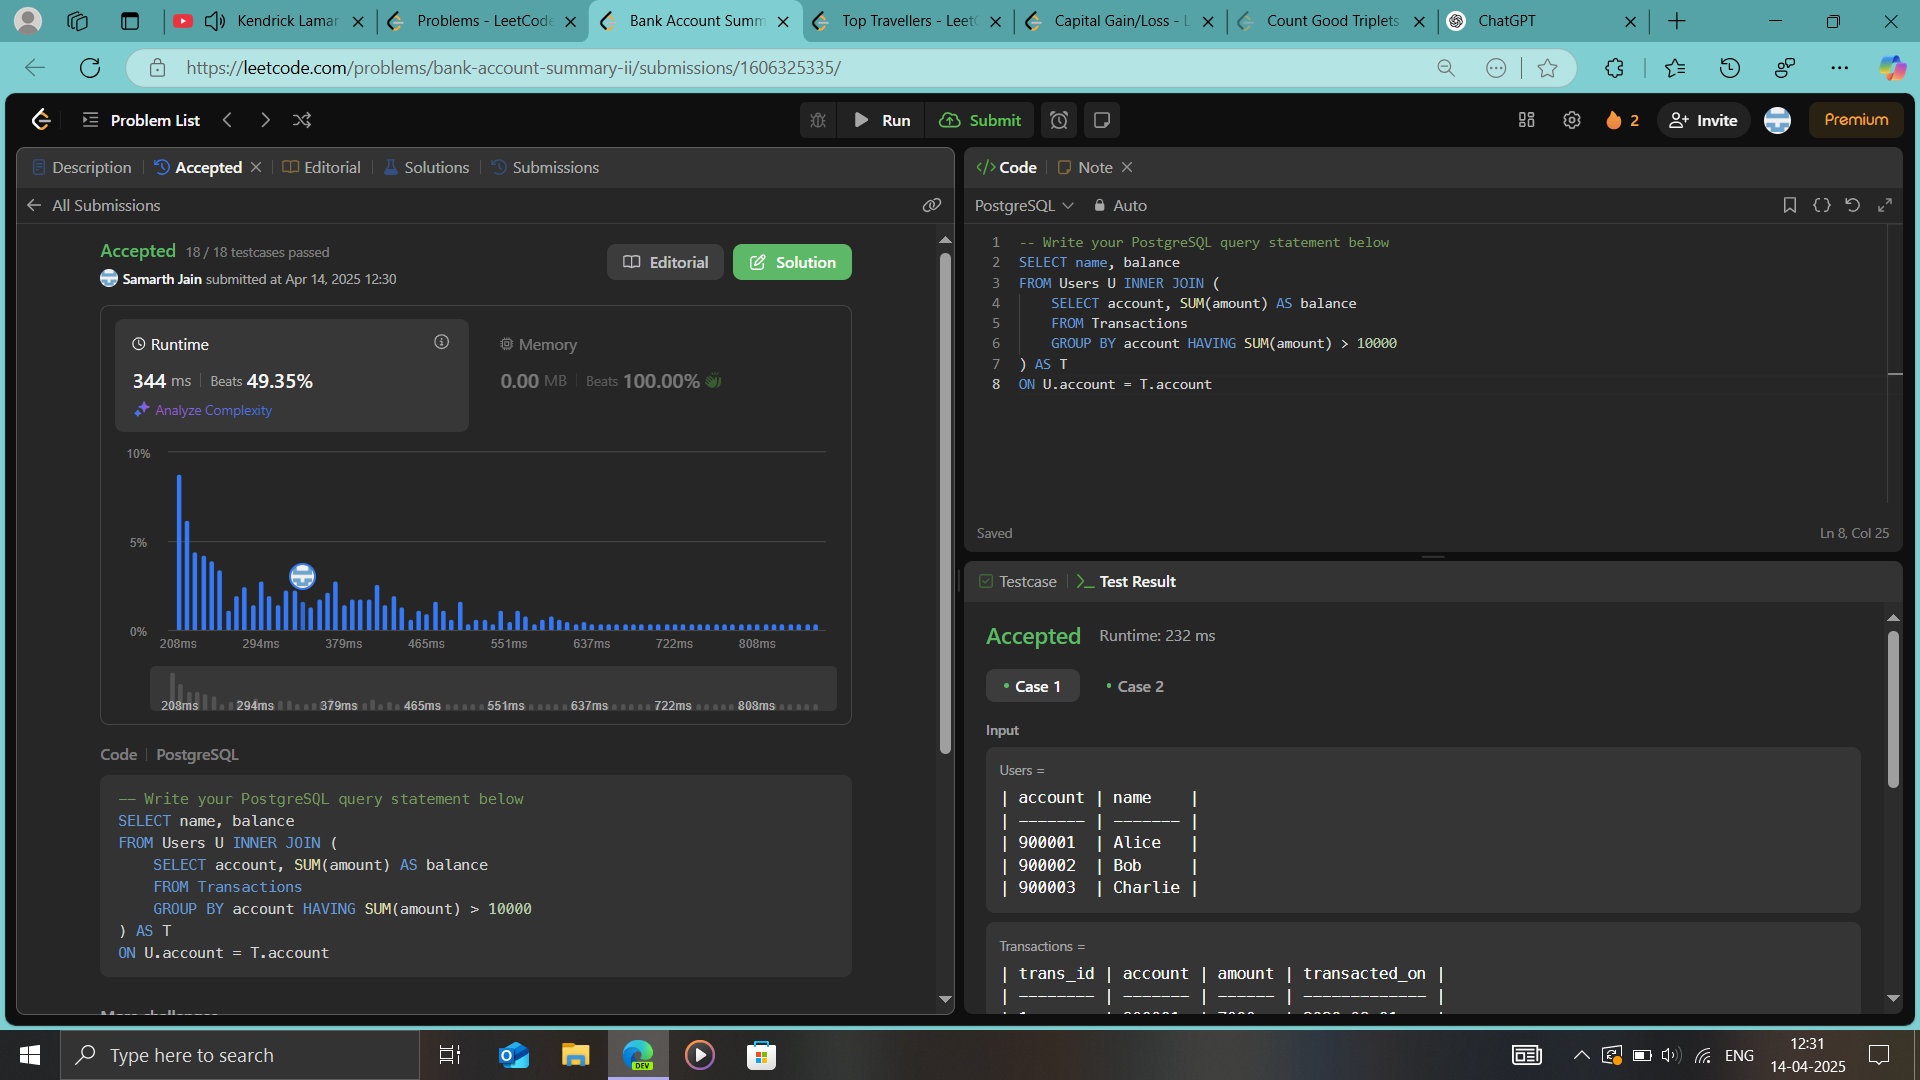 Kendrick Lamar
Problems - LeetCode
Bank Account Summ
Top Travellers - Leet
Capital Gain/Loss - L
Count Good Triplets
ChatGPT
https://leetcode.com/problems/bank-account-summary-ii/submissions/1606325335/
Problem List
Run
Submit
2
Invite
Premium
Description
Accepted
Editorial
Solutions
Submissions
All Submissions
Accepted 18 / 18 testcases passed
Samarth Jain submitted at Apr 14, 2025 12:30
Editorial
Solution
Runtime
344 ms | Beats 49.35%
Analyze Complexity
Memory
0.00 MB | Beats 100.00%
10%
5%
0%
208ms 294ms 379ms 465ms 551ms 637ms 722ms 808ms
208ms 294ms 379ms 465ms 551ms 637ms 722ms 808ms
Code | PostgreSQL
-- Write your PostgreSQL query statement below
SELECT name, balance
FROM Users U INNER JOIN (
SELECT account, SUM(amount) AS balance
FROM Transactions
GROUP BY account HAVING SUM(amount) > 10000
) AS T
ON U.account = T.account
Code
Note
PostgreSQL
Auto
1 -- Write your PostgreSQL query statement below
2 SELECT name, balance
3 FROM Users U INNER JOIN (
4 SELECT account, SUM(amount) AS balance
5 FROM Transactions
6 GROUP BY account HAVING SUM(amount) > 10000
7 ) AS T
8 ON U.account = T.account
Saved
Ln 8, Col 25
Testcase
Test Result
Accepted Runtime: 232 ms
Case 1
Case 2
Input
Users =
| account | name |
| ------- | ------- |
| 900001 | Alice |
| 900002 | Bob |
| 900003 | Charlie |
Transactions =
| trans_id | account | amount | transacted_on |
| -------- | ------- | ------ | ------------- |
Type here to search
DEV
ENG
12:31
14-04-2025